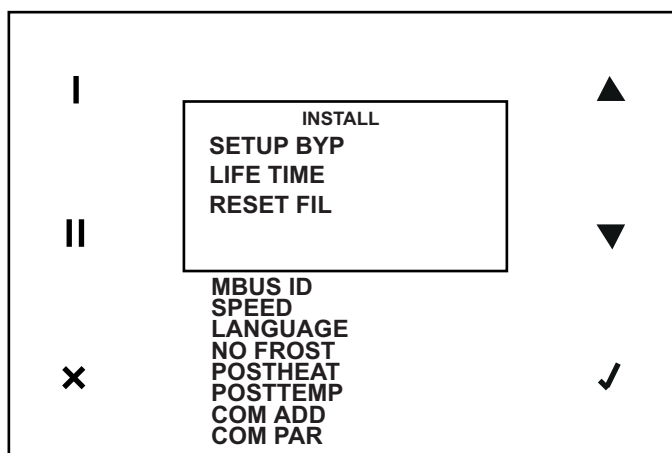 I
INSTALL
SETUP BYP
LIFE TIME
RESET FIL
II
MBUS ID
SPEED
LANGUAGE
NO FROST
POSTHEAT
POSTTEMP
COM ADD
COM PAR